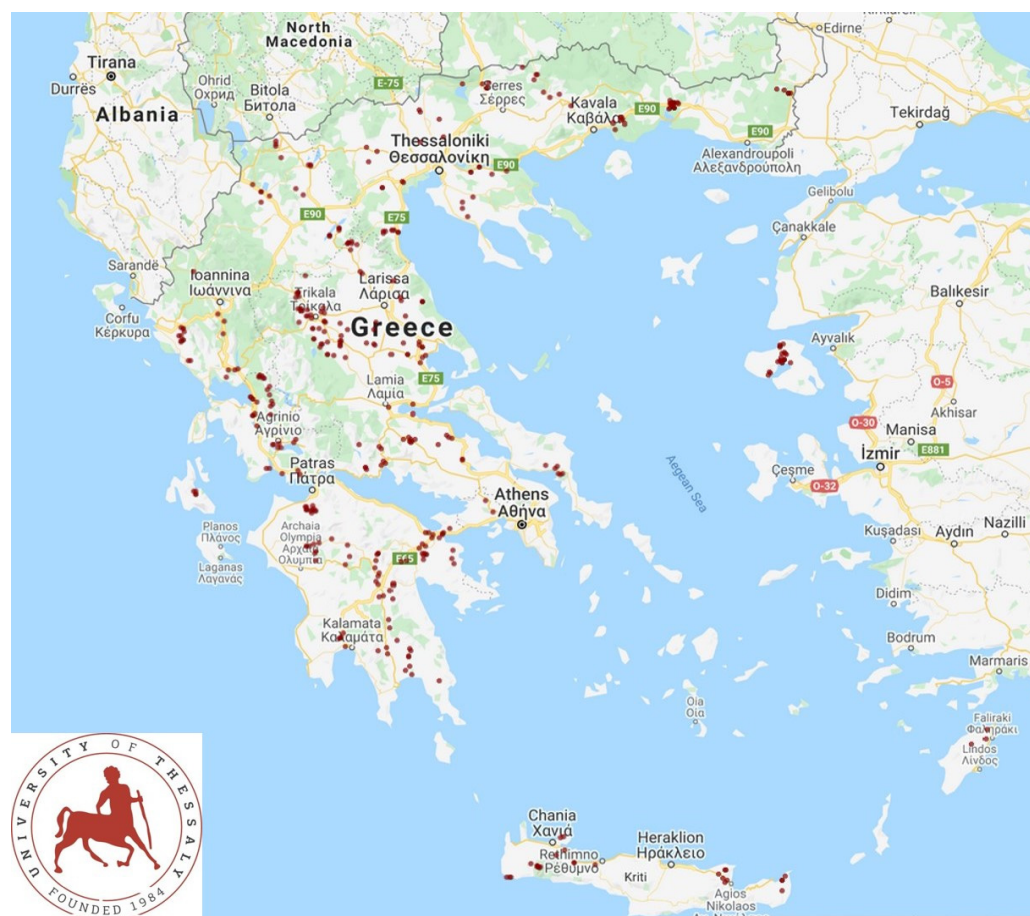 North
Macedonia
Tirana
Durrës
Albania
Ohrid
Охрид
Bitola
Битола
E-75
Serres
Σέρρες
Kavala
Καβάλα
E90
Edirne
Tekirdağ
E90
Alexandroupoli
Αλεξανδρούπολη
Thessaloniki
Θεσσαλονίκη
E90
Gelibolu
Çanakkale
E90
E75
Sarandë
Ioannina
Ιωάννινα
Larissa
Λάρισα
Trikala
Τρίκαλα
Corfu
Κέρκυρα
Greece
Balıkesir
Ayvalık
E75
Lamia
Λαμία
O-5
Akhisar
Agrinio
Αγρίνιο
O-30
Manisa
E881
İzmir
Patras
Πάτρα
Aegean Sea
Çeşme
O-32
Athens
Αθήνα
Planos
Πλάνος
Laganas
Λαγανάς
Archaia
Olympia
Αρχαία
Ολυμπία
E65
Kuşadası
Aydın
Nazilli
Didim
Kalamata
Καλαμάτα
Bodrum
Marmaris
Oia
Οία
Faliraki
Φαληράκι
Lindos
Λίνδος
UNIVERSITY OF THESSALY
FOUNDED 1984
Chania
Χανιά
Rethimno
Ρέθυμνο
Heraklion
Ηράκλειο
Kriti
Agios
Nikolaos